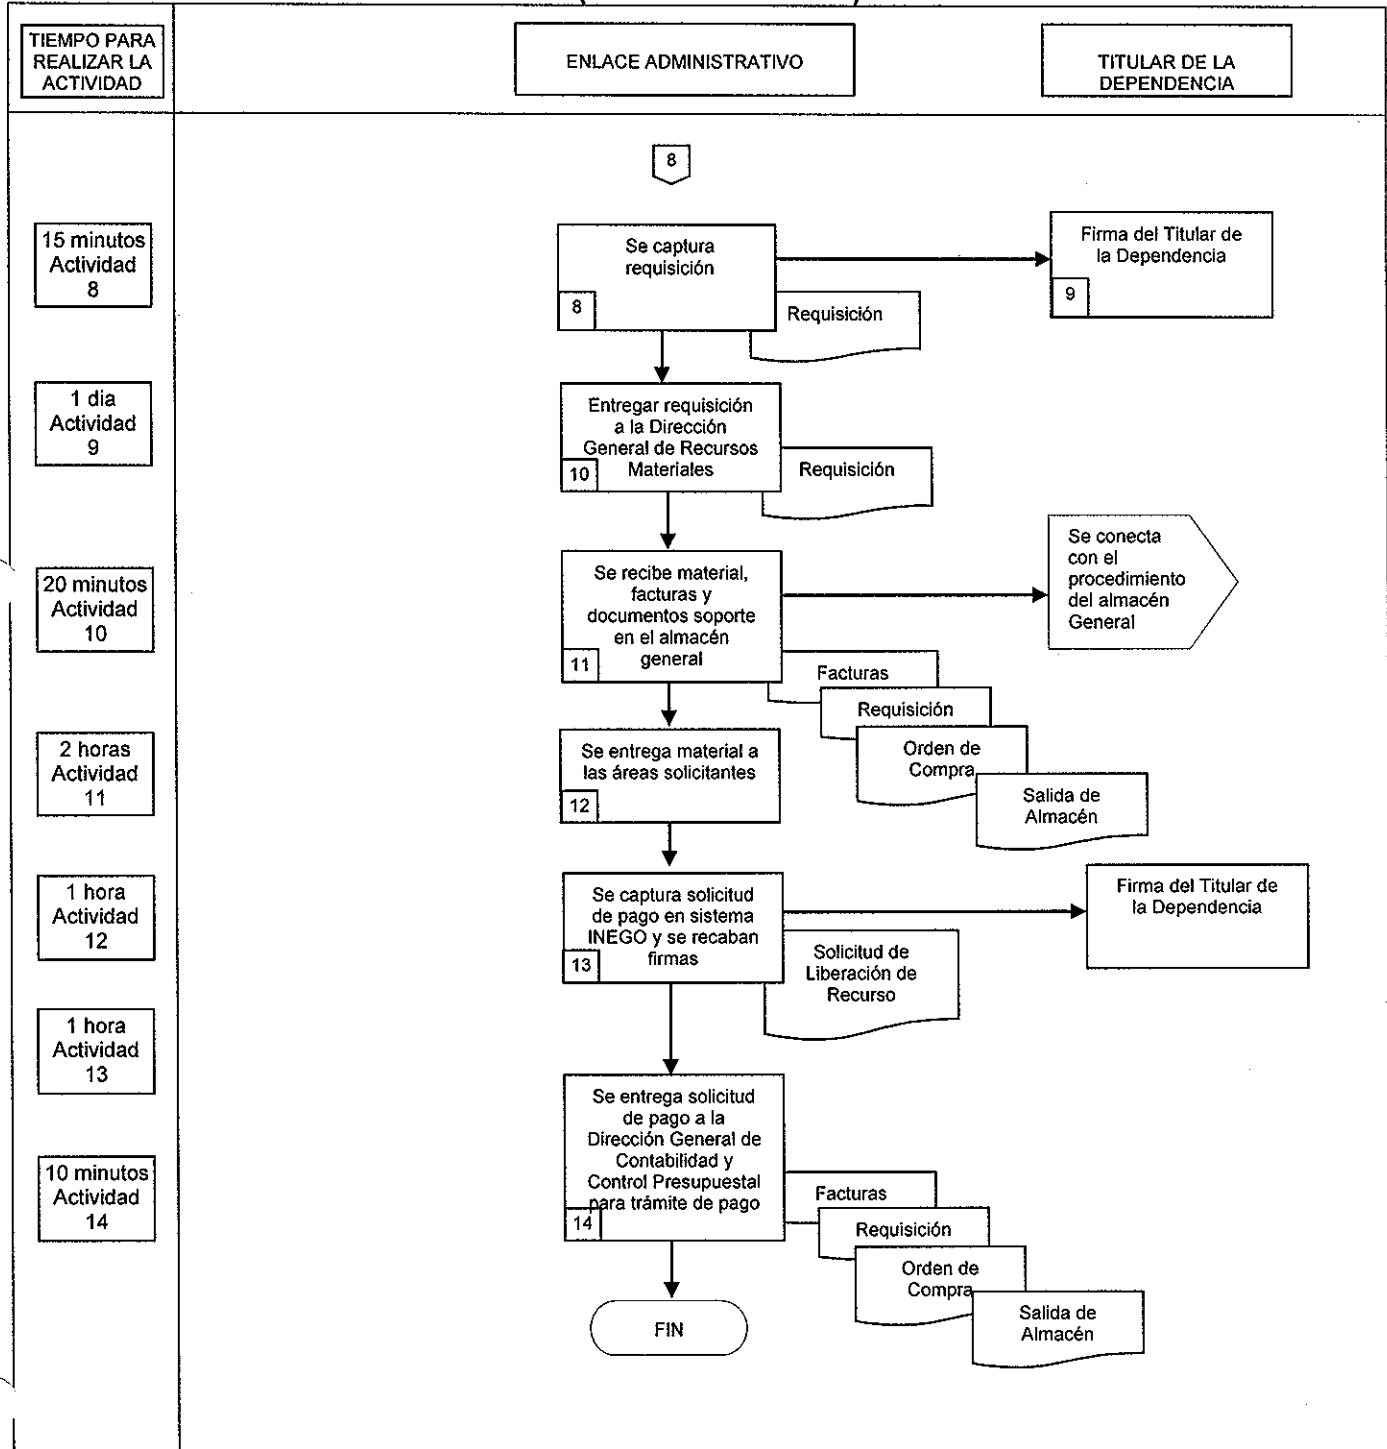 TIEMPO PARA
REALIZAR LA
ACTIVIDAD
ENLACE ADMINISTRATIVO
TITULAR DE LA
DEPENDENCIA
8
15 minutos
Actividad
8
Se captura
requisición
8
Requisición
Firma del Titular de
la Dependencia
9
1 dia
Actividad
9
Entregar requisición
a la Dirección
General de Recursos
Materiales
10
Requisición
20 minutos
Actividad
10
Se recibe material,
facturas y
documentos soporte
en el almacén
general
11
Se conecta
con el
procedimiento
del almacén
General
Facturas
Requisición
Orden de
Compra
Salida de
Almacén
2 horas
Actividad
11
Se entrega material a
las áreas solicitantes
12
1 hora
Actividad
12
Se captura solicitud
de pago en sistema
INEGO y se recaban
firmas
13
Solicitud de
Liberación de
Recurso
Firma del Titular de
la Dependencia
1 hora
Actividad
13
Se entrega solicitud
de pago a la
Dirección General de
Contabilidad y
Control Presupuestal
para trámite de pago
14
10 minutos
Actividad
14
Facturas
Requisición
Orden de
Compra
Salida de
Almacén
FIN